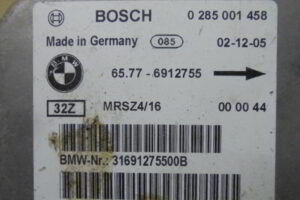 BOSCH 0 285 001 458
Made in Germany 085 02-12-05
BMW 65.77 - 6912755
32Z MRSZ4/16 00 00 44
BMW-Nr.: 31691275500B